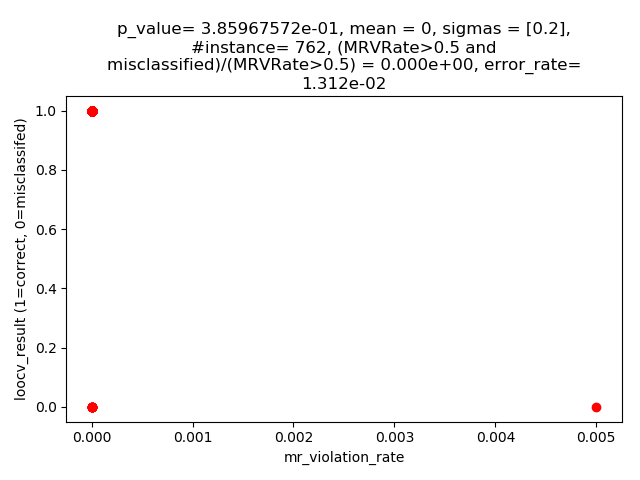 p_value= 3.85967572e-01, mean = 0, sigmas = [0.2],
#instance= 762, (MRVRate>0.5 and
misclassified)/(MRVRate>0.5) = 0.000e+00, error_rate=
1.312e-02
loocv_result (1=correct, 0=misclassifed)
1.0
0.8
0.6
0.4
0.2
0.0
0.000 0.001 0.002 0.003 0.004 0.005
mr_violation_rate